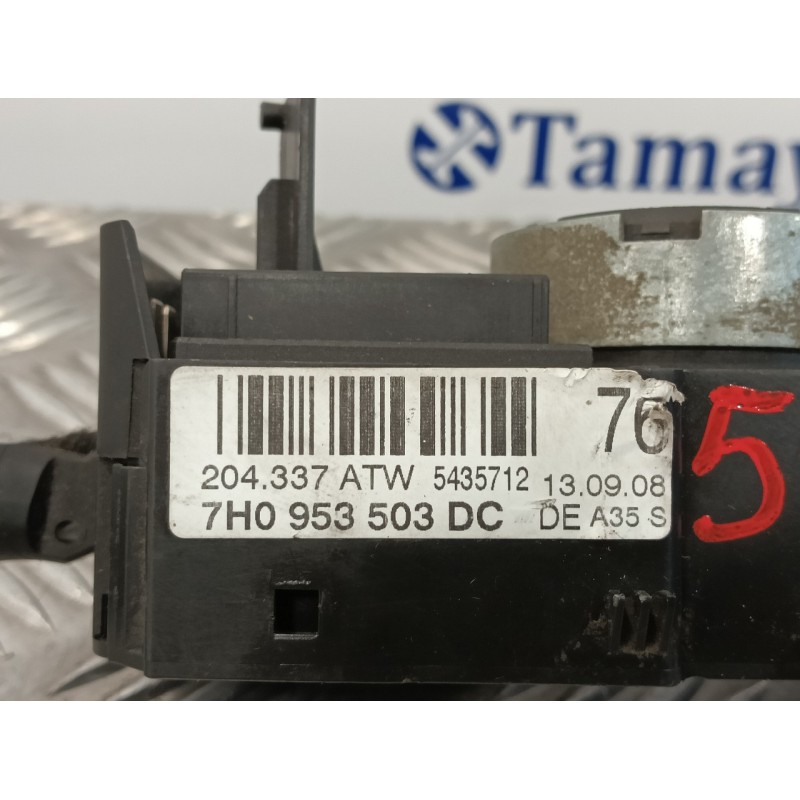 Tamay
76
5
204.337 ATW 5435712 13.09.08
7H0 953 503 DC DE A35 S